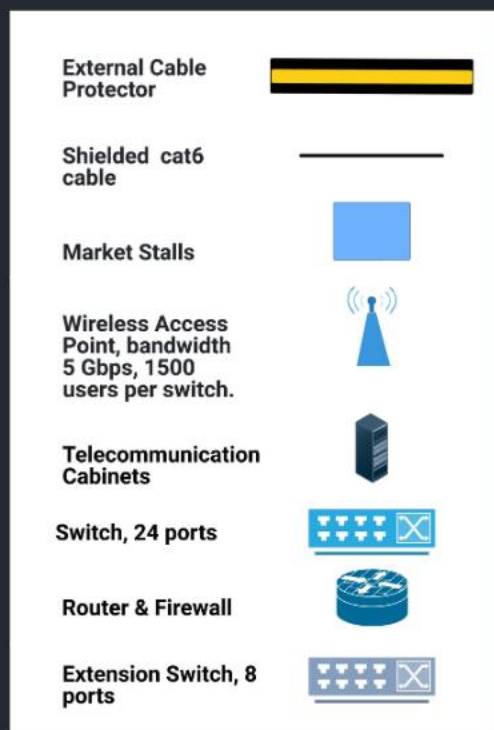 External Cable
Protector
Shielded cat6
cable
Market Stalls
Wireless Access
Point, bandwidth
5 Gbps, 1500
users per switch.
Telecommunication
Cabinets
Switch, 24 ports
Router & Firewall
Extension Switch, 8
ports